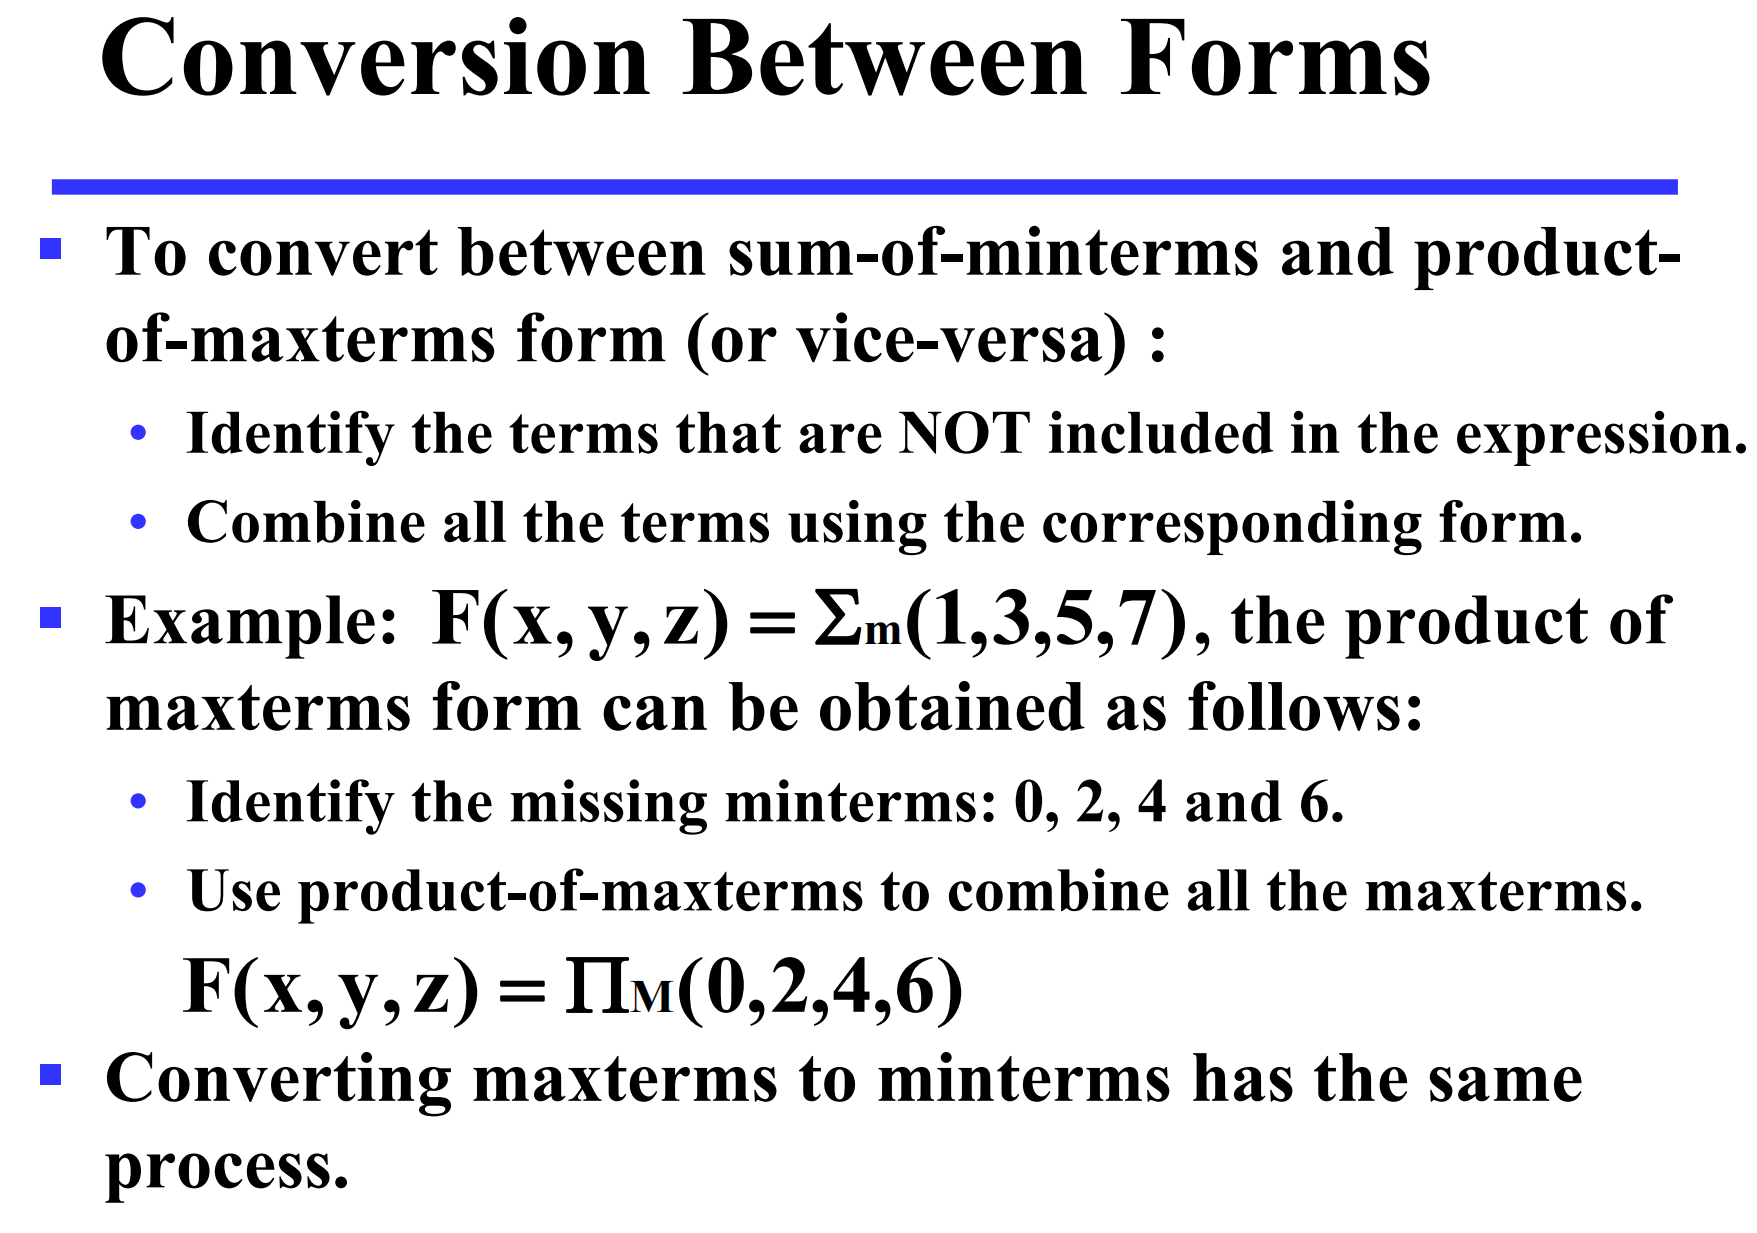 Conversion Between Forms
▪ To convert between sum-of-minterms and product-
of-maxterms form (or vice-versa) :
• Identify the terms that are NOT included in the expression.
• Combine all the terms using the corresponding form.
▪ Example: F(x, y, z) = Σm(1,3,5,7), the product of
maxterms form can be obtained as follows:
• Identify the missing minterms: 0, 2, 4 and 6.
• Use product-of-maxterms to combine all the maxterms.
F(x, y, z) = ΠM(0,2,4,6)
▪ Converting maxterms to minterms has the same
process.